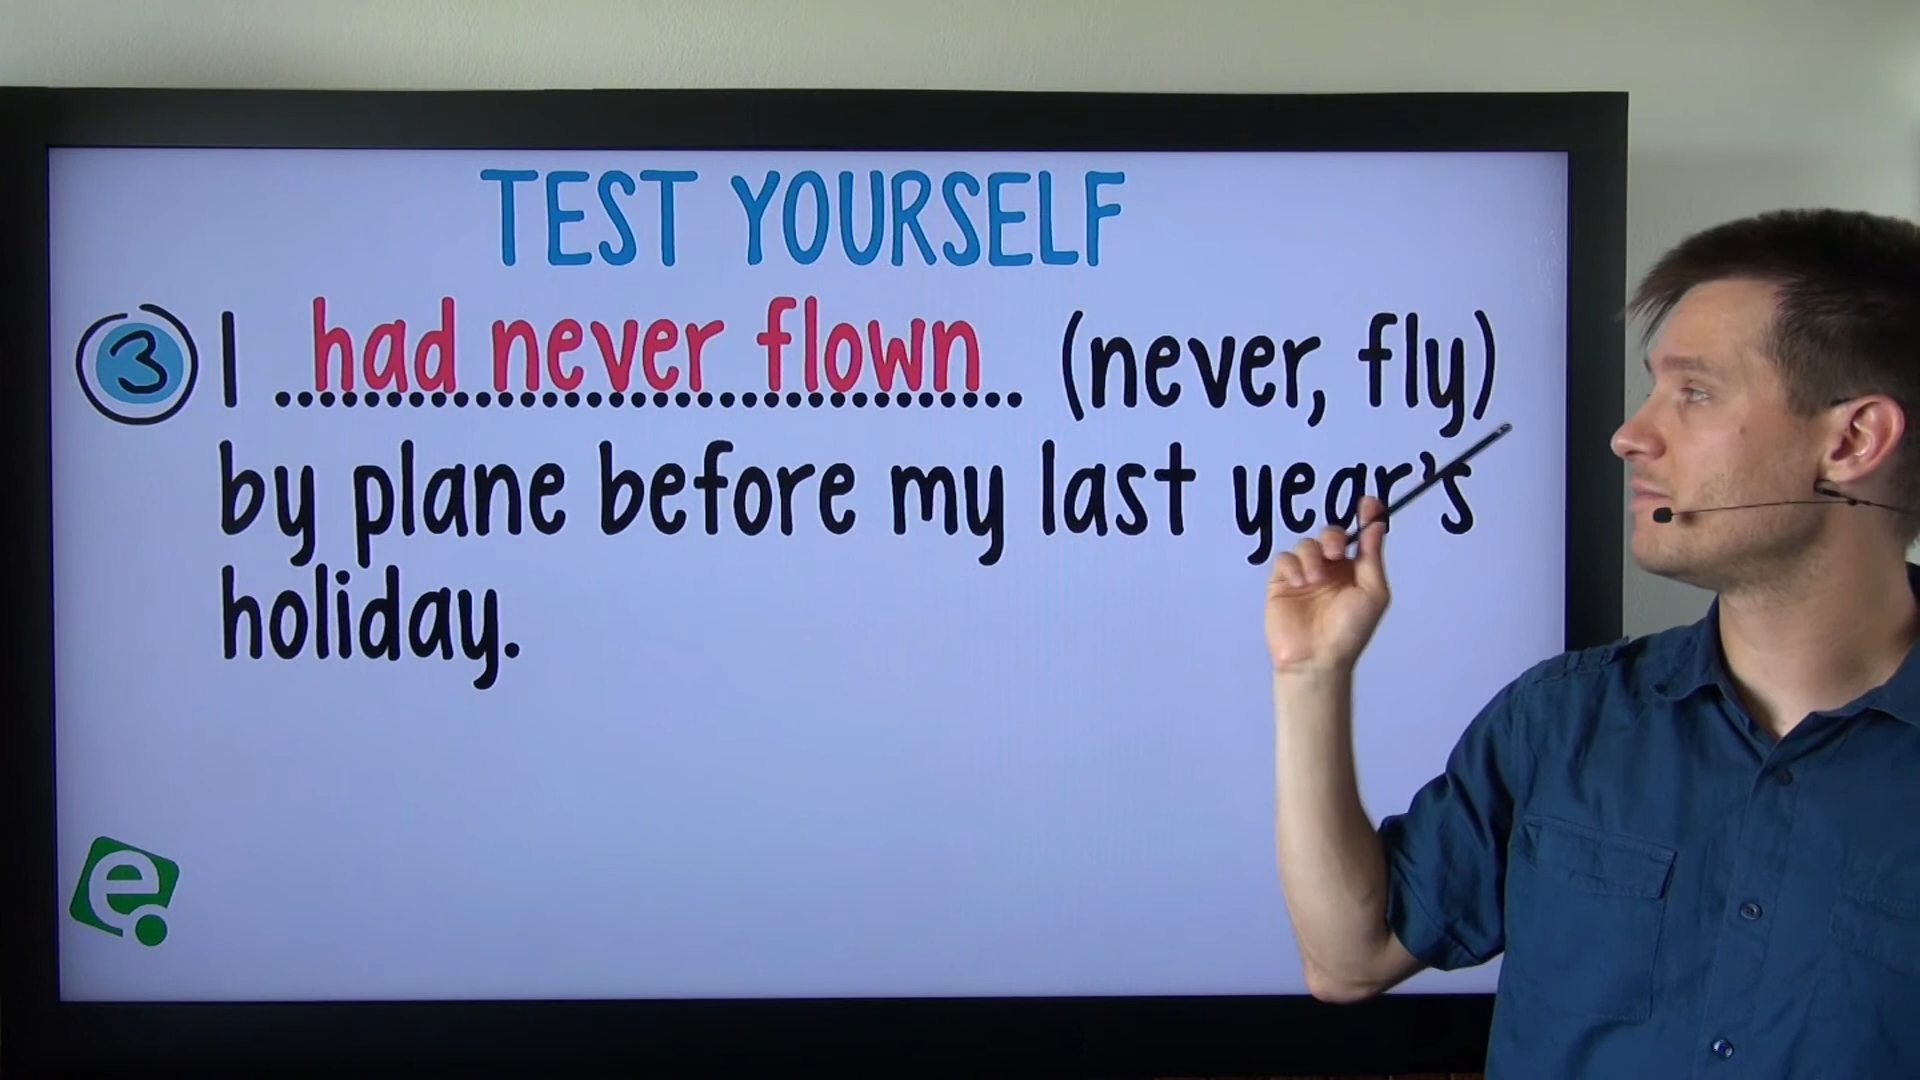 TEST YOURSELF
3 I had never flown (never, fly)
by plane before my last year's
holiday.
e